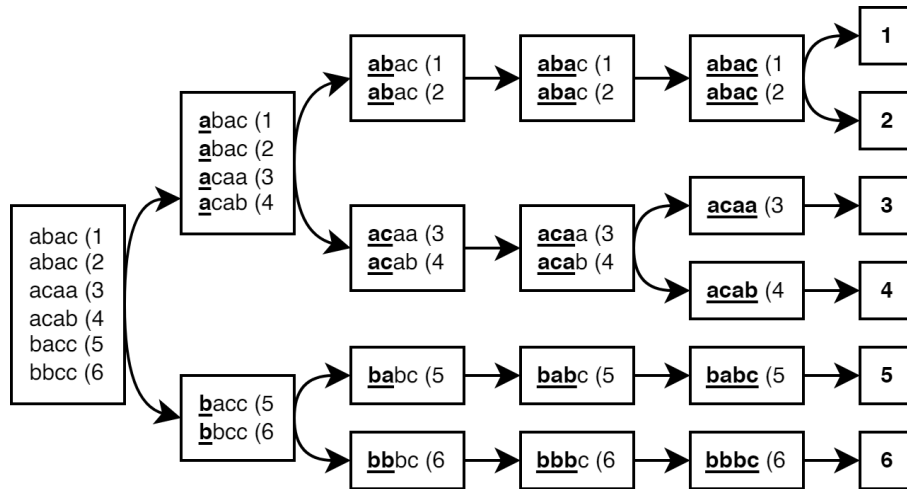 abac (1
abac (2
acaa (3
acab (4
bacc (5
bbcc (6
abac (1
abac (2
acaa (3
acab (4
bacc (5
bbcc (6
abac (1
abac (2
acaa (3
acab (4
babc (5
bbbc (6
abac (1
abac (2
acaa (3
acab (4
babc (5
bbbc (6
abac (1
abac (2
acaa (3
acab (4
babc (5
bbbc (6
1
2
3
4
5
6